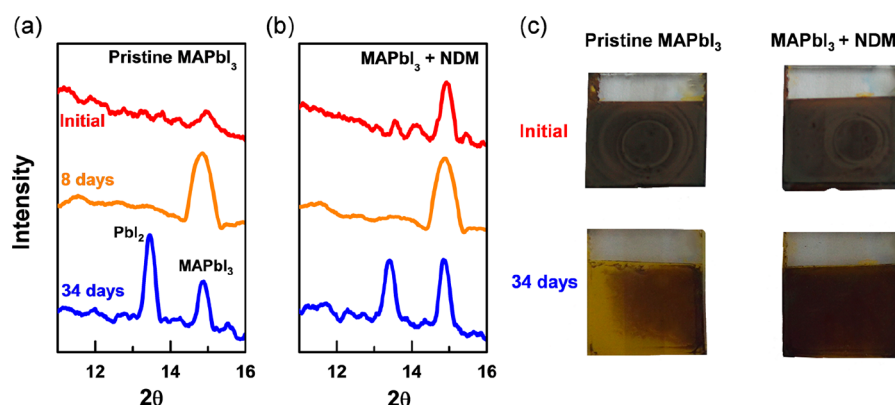 (a)
(b)
(c)
Pristine MAPbI3
MAPbI3 + NDM
Pristine MAPbI3
MAPbI3 + NDM
Initial
Initial
8 days
Intensity
PbI2
MAPbI3
34 days
34 days
12
14
16
12
14
16
2θ
2θ